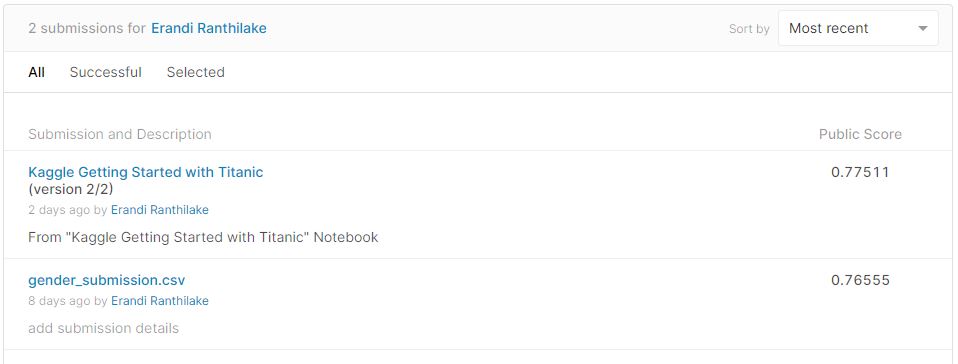 2 submissions for Erandi Ranthilake
Sort by Most recent
All Successful Selected
Submission and Description Public Score
Kaggle Getting Started with Titanic 0.77511
(version 2/2)
2 days ago by Erandi Ranthilake
From "Kaggle Getting Started with Titanic" Notebook
gender_submission.csv 0.76555
8 days ago by Erandi Ranthilake
add submission details